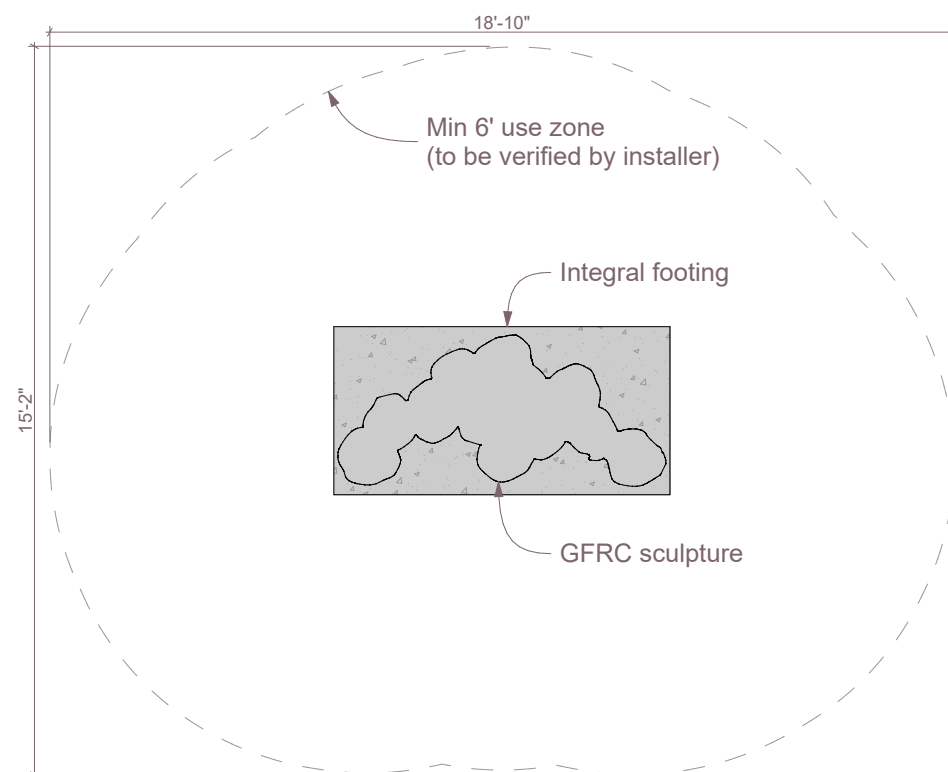 18'-10"
Min 6' use zone
(to be verified by installer)
Integral footing
15'-2"
GFRC sculpture